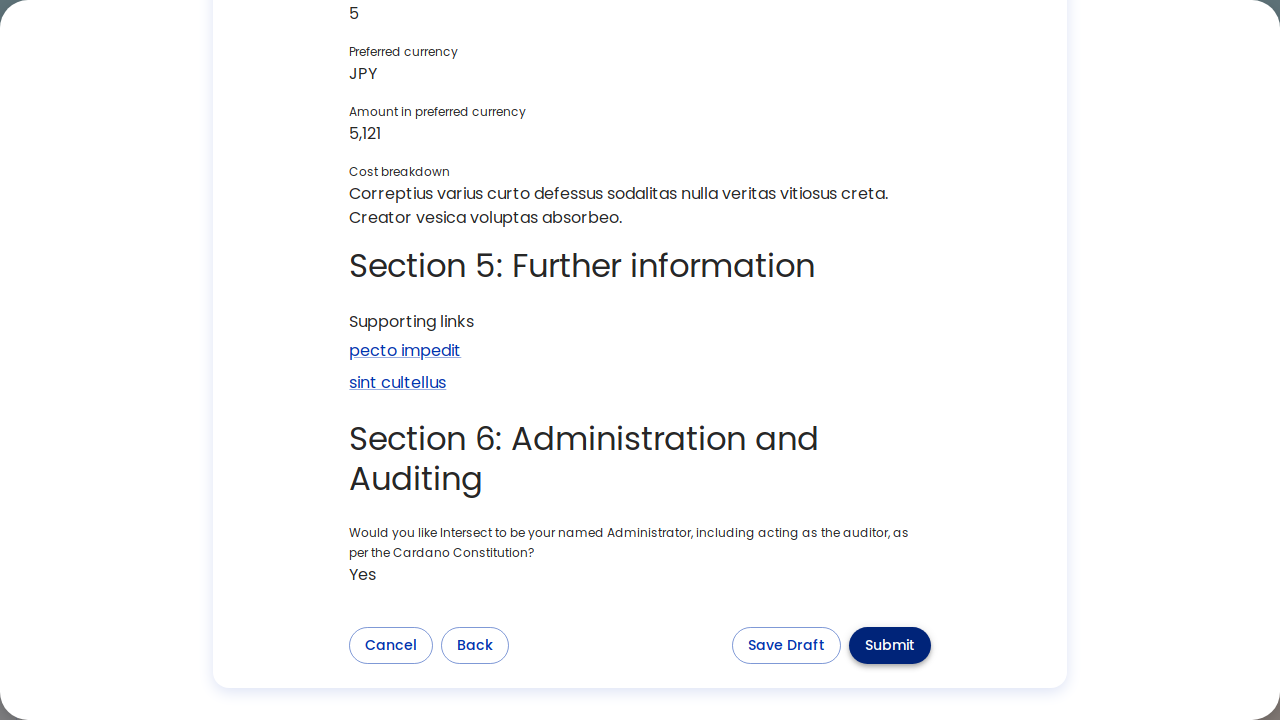 5
Preferred currency
JPY
Amount in preferred currency
5,121
Cost breakdown
Correptius varius curto defessus sodalitas nulla veritas vitiosus creta.
Creator vesica voluptas absorbeo.
Section 5: Further information
Supporting links
pecto impedit
sint cultellus
Section 6: Administration and
Auditing
Would you like Intersect to be your named Administrator, including acting as the auditor, as
per the Cardano Constitution?
Yes
Cancel Back Save Draft Submit